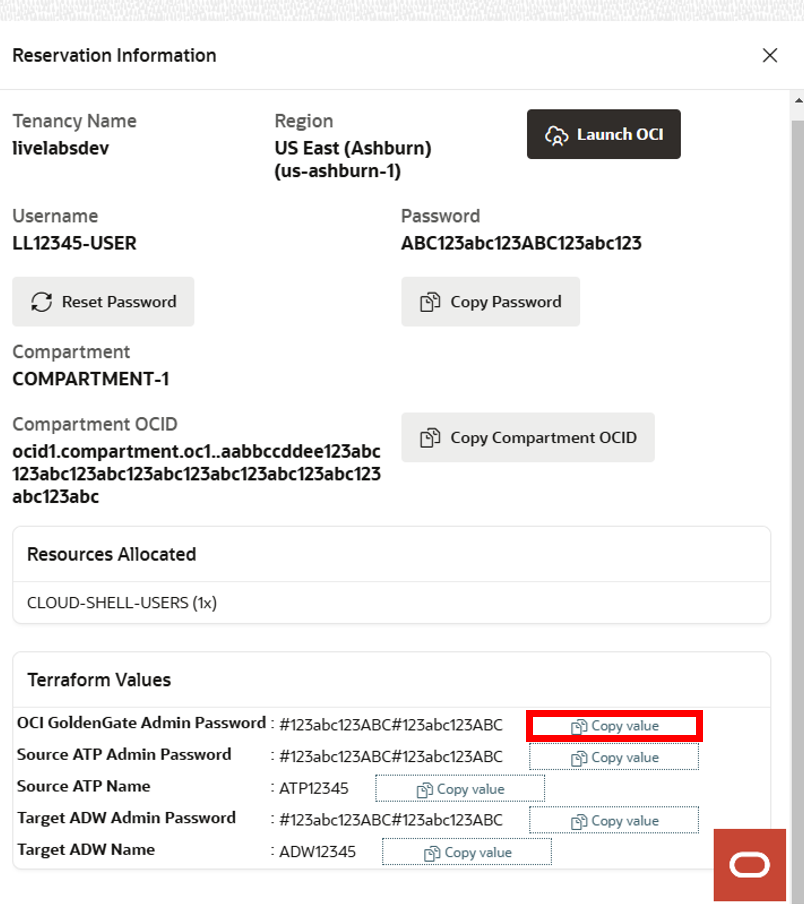 Reservation Information
Tenancy Name
livelabsdev
Region
US East (Ashburn)
(us-ashburn-1)
Launch OCI
Username
LL12345-USER
Password
ABC123abc123ABC123abc123
Reset Password
Copy Password
Compartment
COMPARTMENT-1
Compartment OCID
ocid1.compartment.oc1..aabbccddee123abc
123abc123abc123abc123abc123abc123abc123
abc123abc
Copy Compartment OCID
Resources Allocated
CLOUD-SHELL-USERS (1x)
Terraform Values
OCI GoldenGate Admin Password : #123abc123ABC#123abc123ABC Copy value
Source ATP Admin Password : #123abc123ABC#123abc123ABC Copy value
Source ATP Name : ATP12345 Copy value
Target ADW Admin Password : #123abc123ABC#123abc123ABC Copy value
Target ADW Name : ADW12345 Copy value